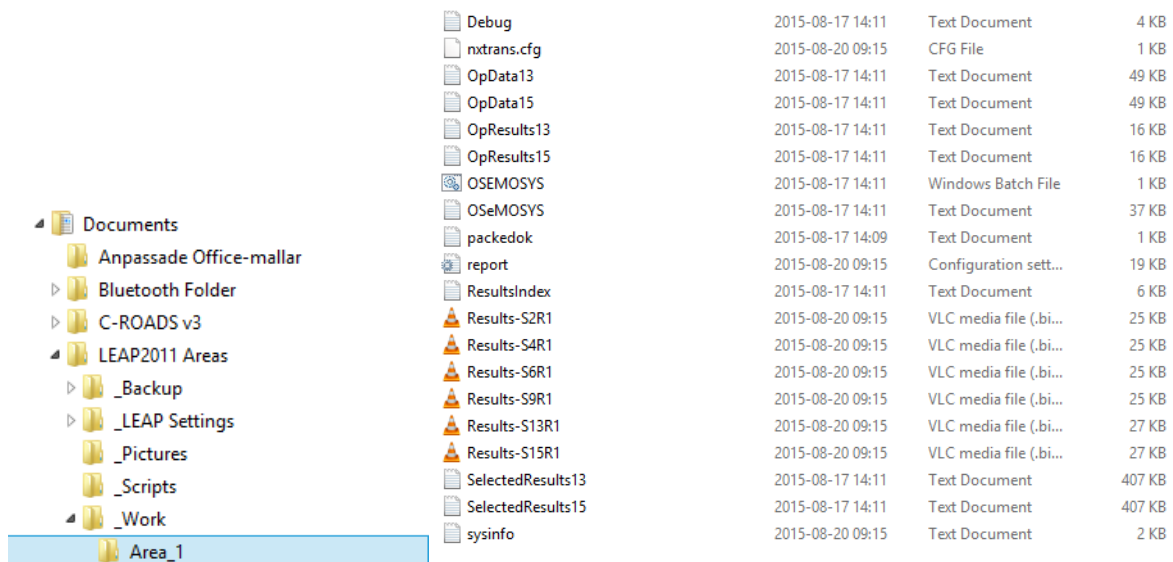 Documents
Anpassade Office-mallar
Bluetooth Folder
C-ROADS v3
LEAP2011 Areas
_Backup
_LEAP Settings
_Pictures
_Scripts
_Work
Area_1
Debug 2015-08-17 14:11 Text Document 4 KB
nxtrans.cfg 2015-08-20 09:15 CFG File 1 KB
OpData13 2015-08-17 14:11 Text Document 49 KB
OpData15 2015-08-17 14:11 Text Document 49 KB
OpResults13 2015-08-17 14:11 Text Document 16 KB
OpResults15 2015-08-17 14:11 Text Document 16 KB
OSEMOSYS 2015-08-17 14:11 Windows Batch File 1 KB
OSeMOSYS 2015-08-17 14:11 Text Document 37 KB
packedok 2015-08-17 14:09 Text Document 1 KB
report 2015-08-20 09:15 Configuration sett... 19 KB
ResultsIndex 2015-08-17 14:11 Text Document 6 KB
Results-S2R1 2015-08-20 09:15 VLC media file (.bi... 25 KB
Results-S4R1 2015-08-20 09:15 VLC media file (.bi... 25 KB
Results-S6R1 2015-08-20 09:15 VLC media file (.bi... 25 KB
Results-S9R1 2015-08-20 09:15 VLC media file (.bi... 25 KB
Results-S13R1 2015-08-20 09:15 VLC media file (.bi... 27 KB
Results-S15R1 2015-08-20 09:15 VLC media file (.bi... 27 KB
SelectedResults13 2015-08-17 14:11 Text Document 407 KB
SelectedResults15 2015-08-17 14:11 Text Document 407 KB
sysinfo 2015-08-20 09:15 Text Document 2 KB